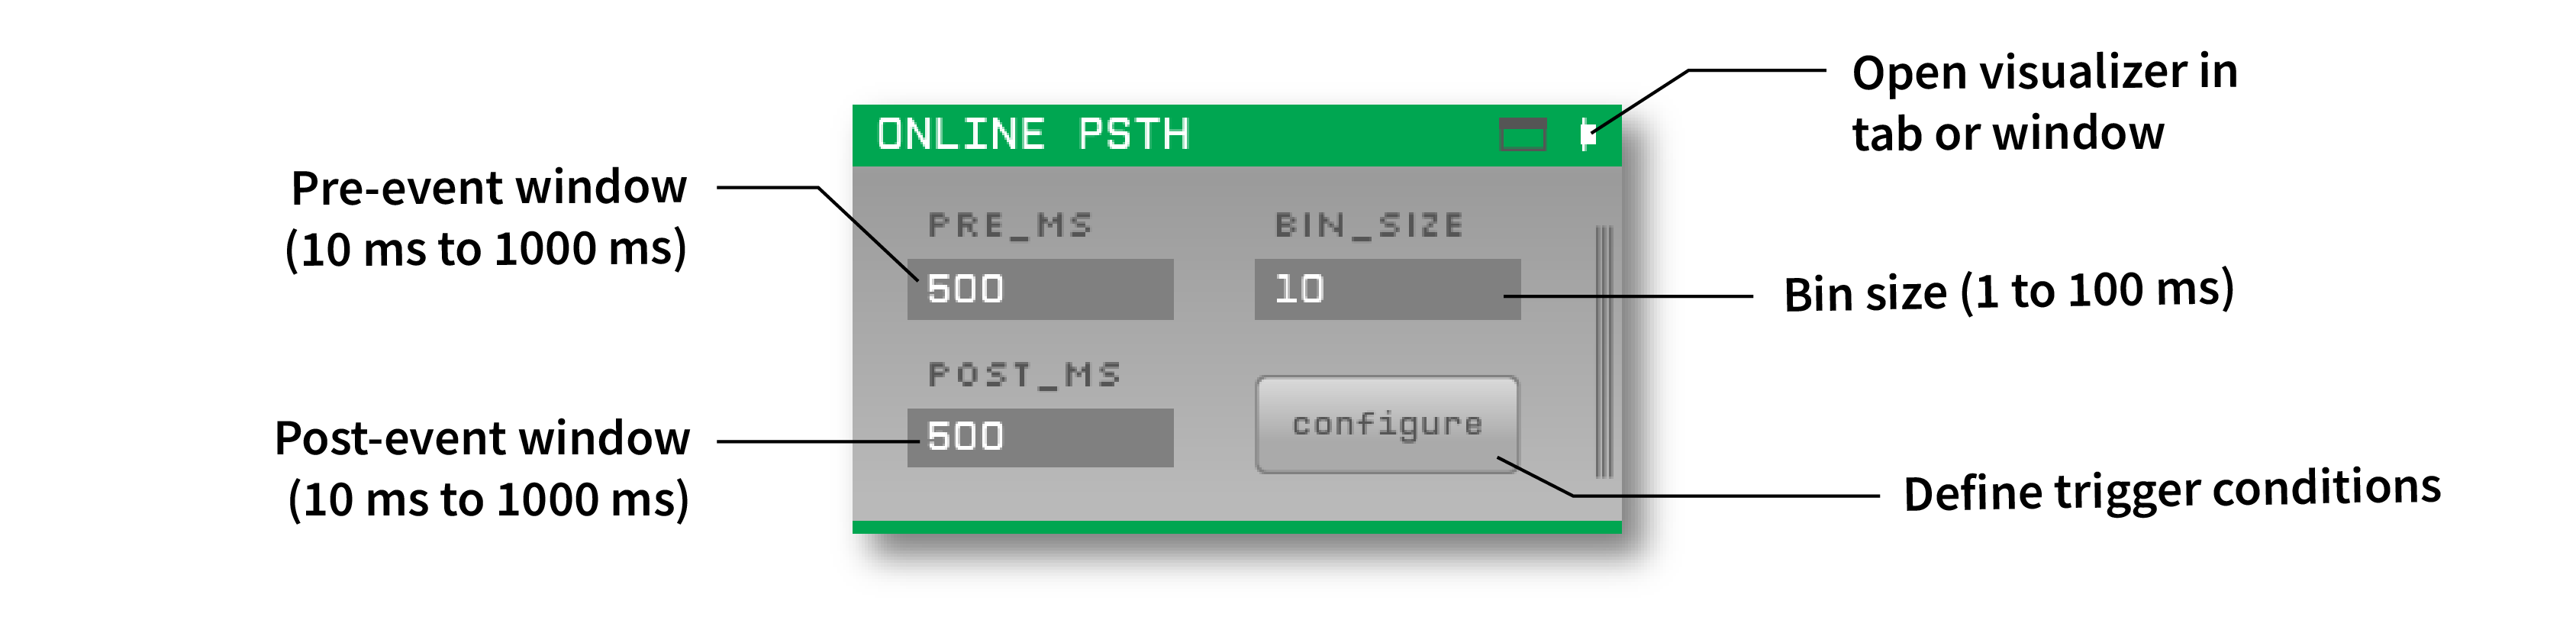 Open visualizer in
tab or window
ONLINE PSTH
Pre-event window
(10 ms to 1000 ms)
PRE_MS
BIN_SIZE
500
10
Bin size (1 to 100 ms)
POST_MS
Post-event window
(10 ms to 1000 ms)
500
configure
Define trigger conditions